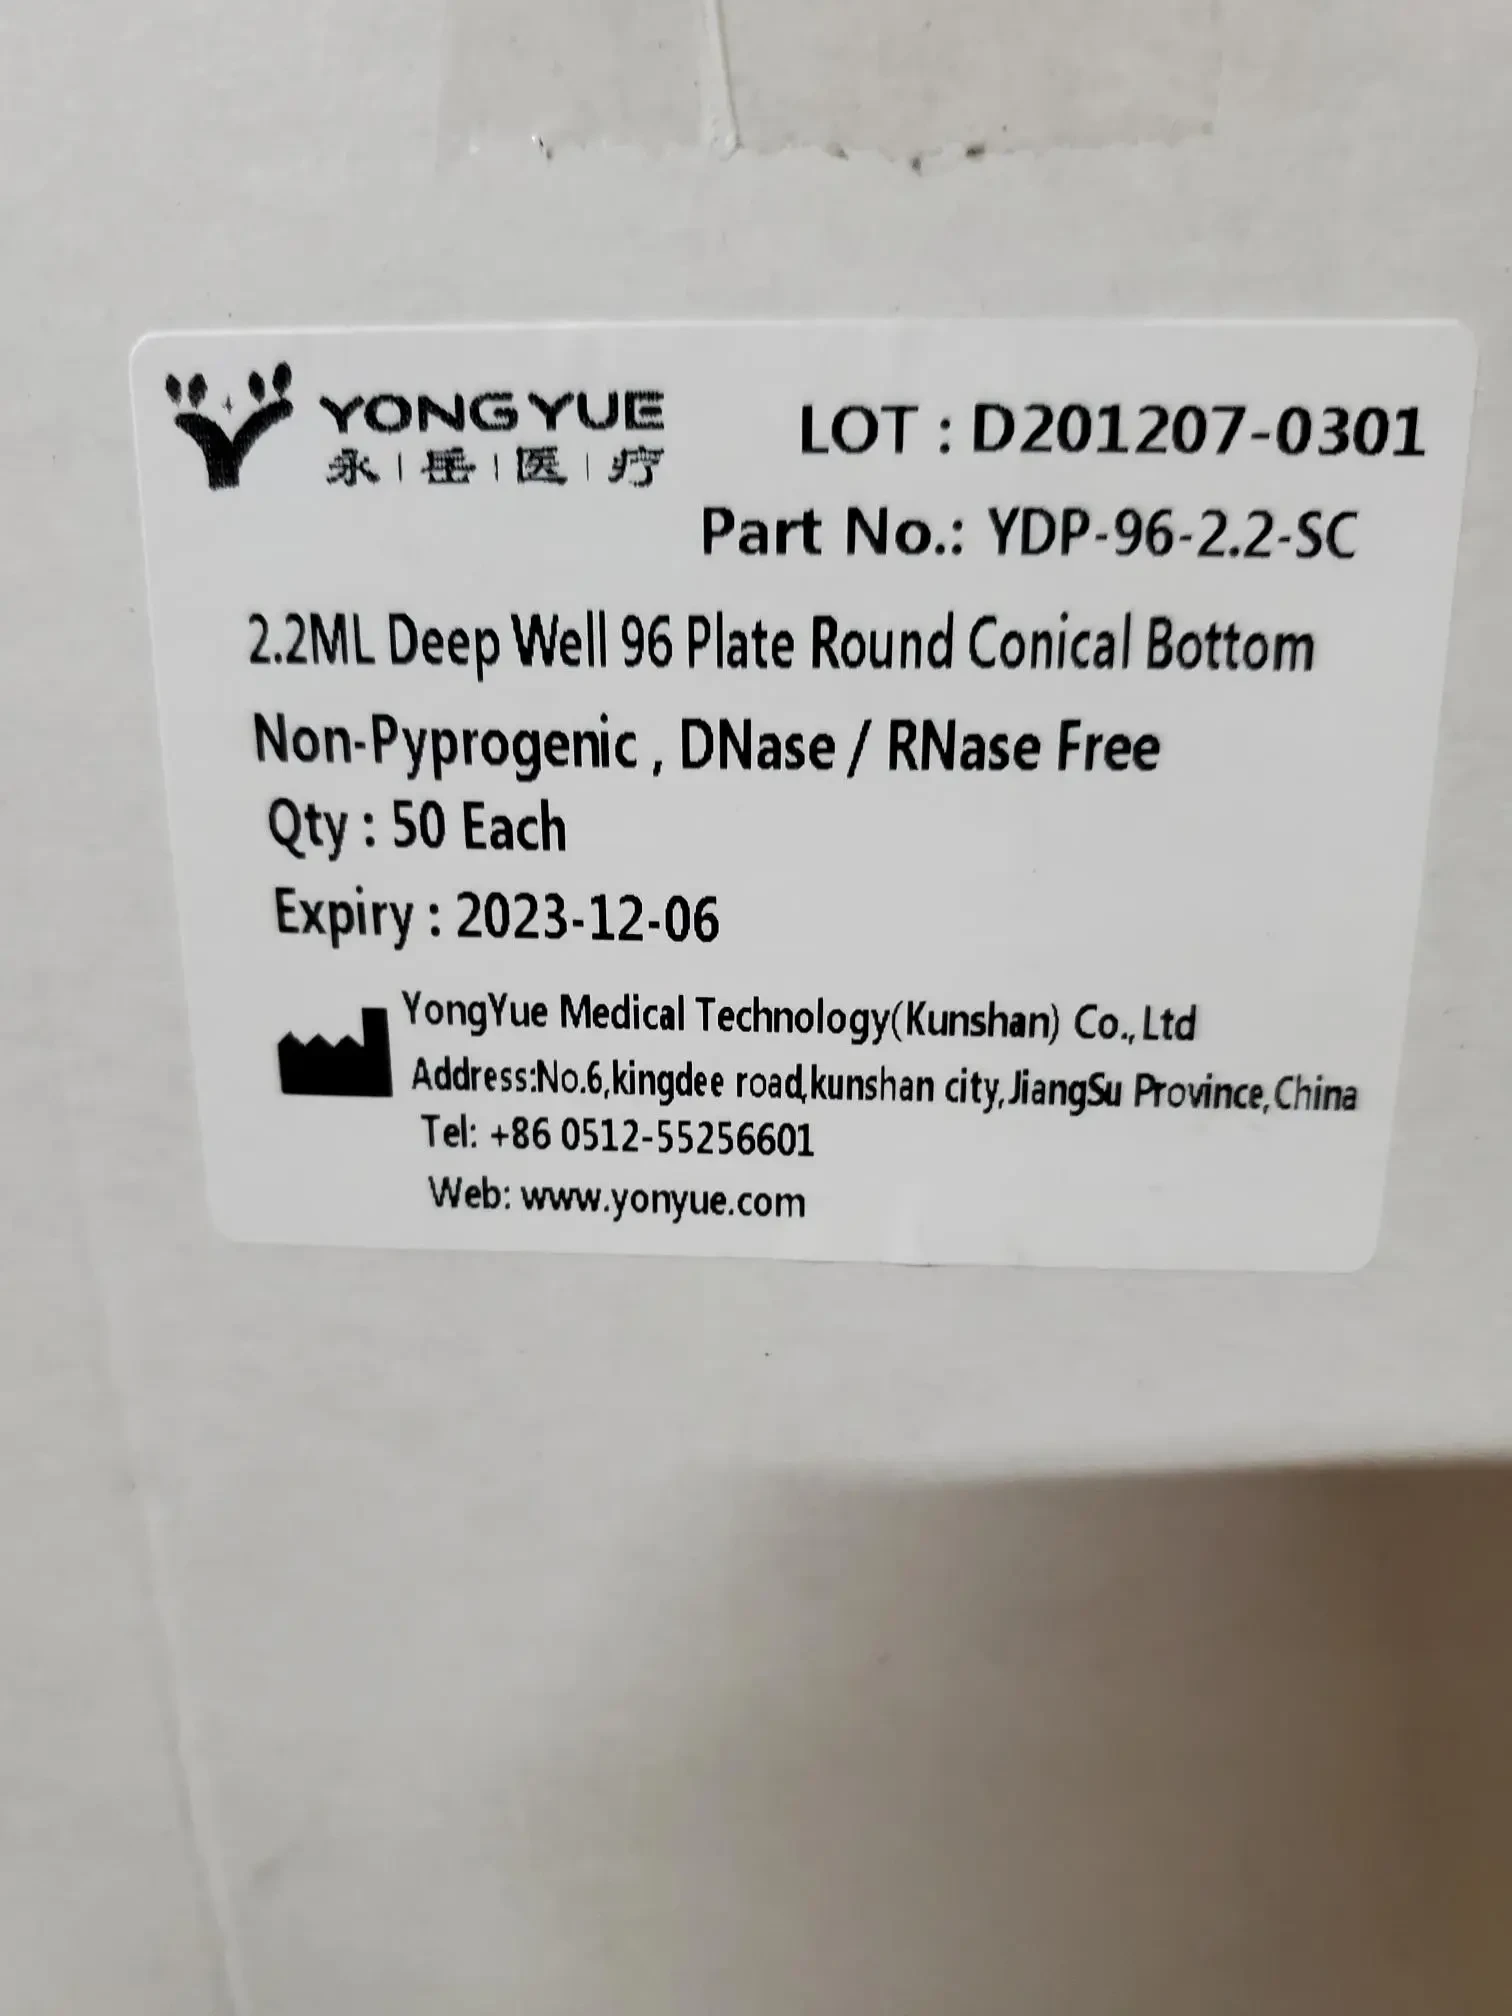 YONGYUE
永|岳|医|疗
LOT : D201207-0301
Part No.: YDP-96-2.2-SC
2.2ML Deep Well 96 Plate Round Conical Bottom
Non-Pyprogenic , DNase / RNase Free
Qty : 50 Each
Expiry : 2023-12-06
YongYue Medical Technology(Kunshan) Co., Ltd
Address:No.6,kingdee road,kunshan city,JiangSu Province,China
Tel: +86 0512-55256601
Web: www.yonyue.com